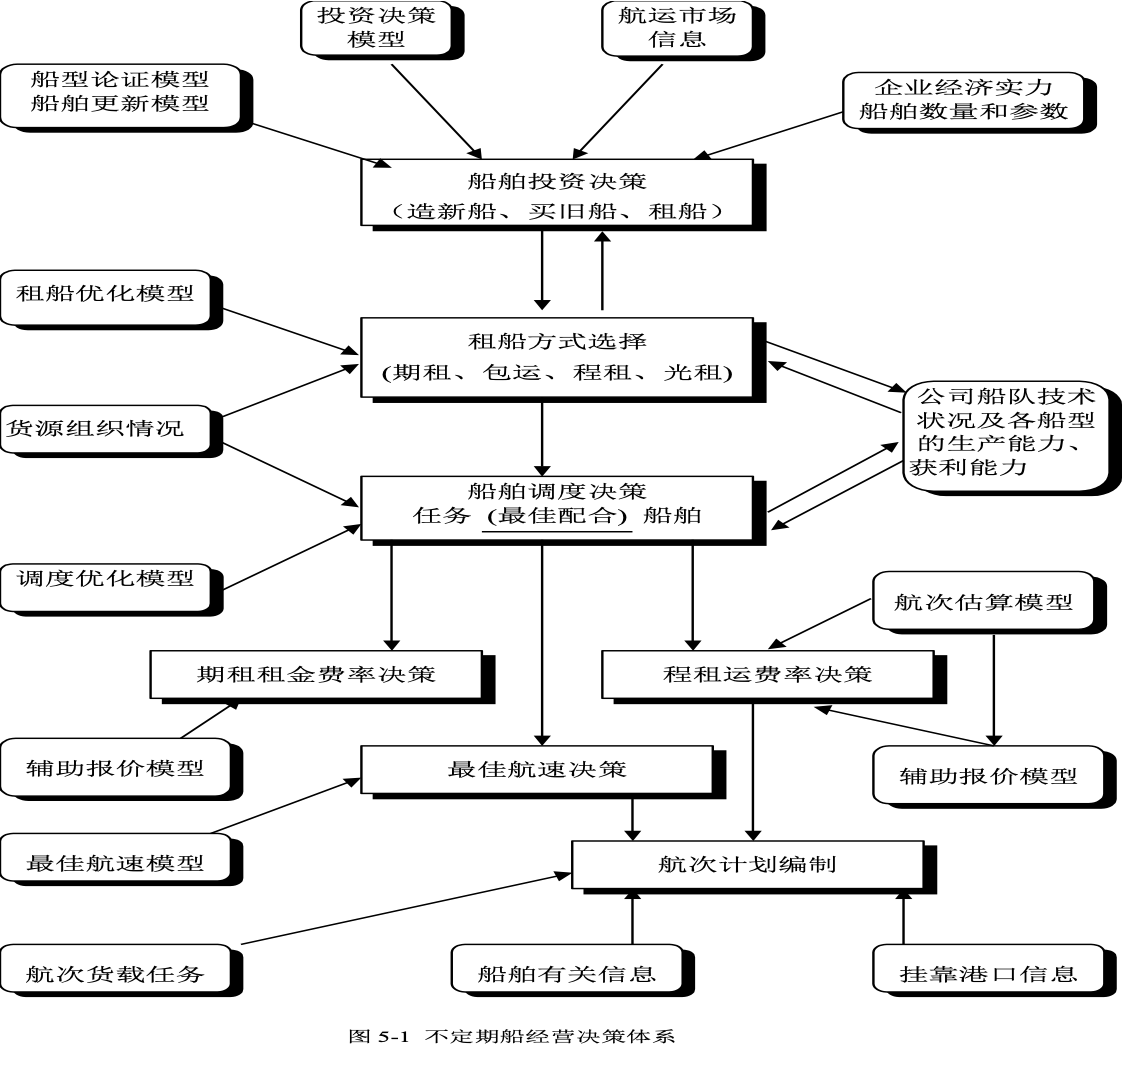 投资决策
模型
航运市场
信息
船型论证模型
船舶更新模型
企业经济实力
船舶数量和参数
船舶投资决策
（造新船、买旧船、租船）
租船优化模型
租船方式选择
(期租、包运、程租、光租)
公司船队技术
状况及各船型
的生产能力、
获利能力
货源组织情况
船舶调度决策
任务 (最佳配合) 船舶
调度优化模型
航次估算模型
期租租金费率决策
程租运费率决策
辅助报价模型
最佳航速决策
辅助报价模型
最佳航速模型
航次计划编制
航次货载任务
船舶有关信息
挂靠港口信息
图 5-1 不定期船经营决策体系